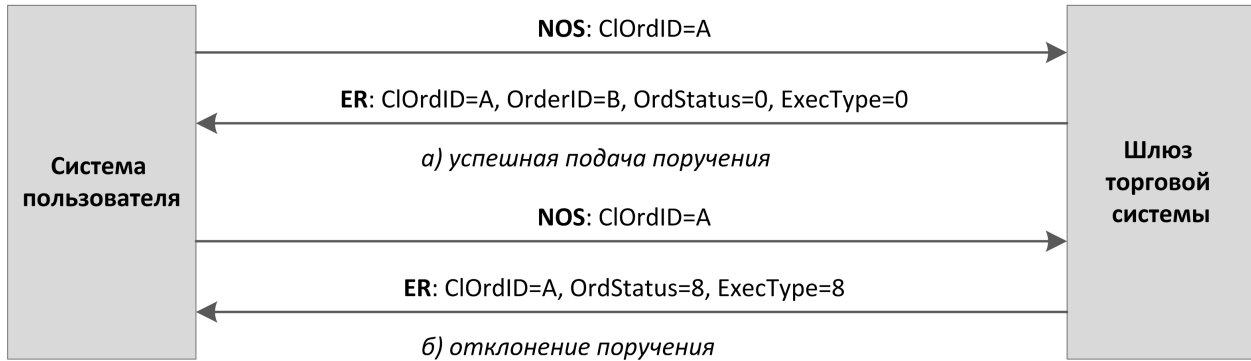 NOS: ClOrdID=A
ER: ClOrdID=A, OrderID=B, OrdStatus=0, ExecType=0
а) успешная подача поручения
Система
пользователя
Шлюз
торговой
системы
NOS: ClOrdID=A
ER: ClOrdID=A, OrdStatus=8, ExecType=8
б) отклонение поручения